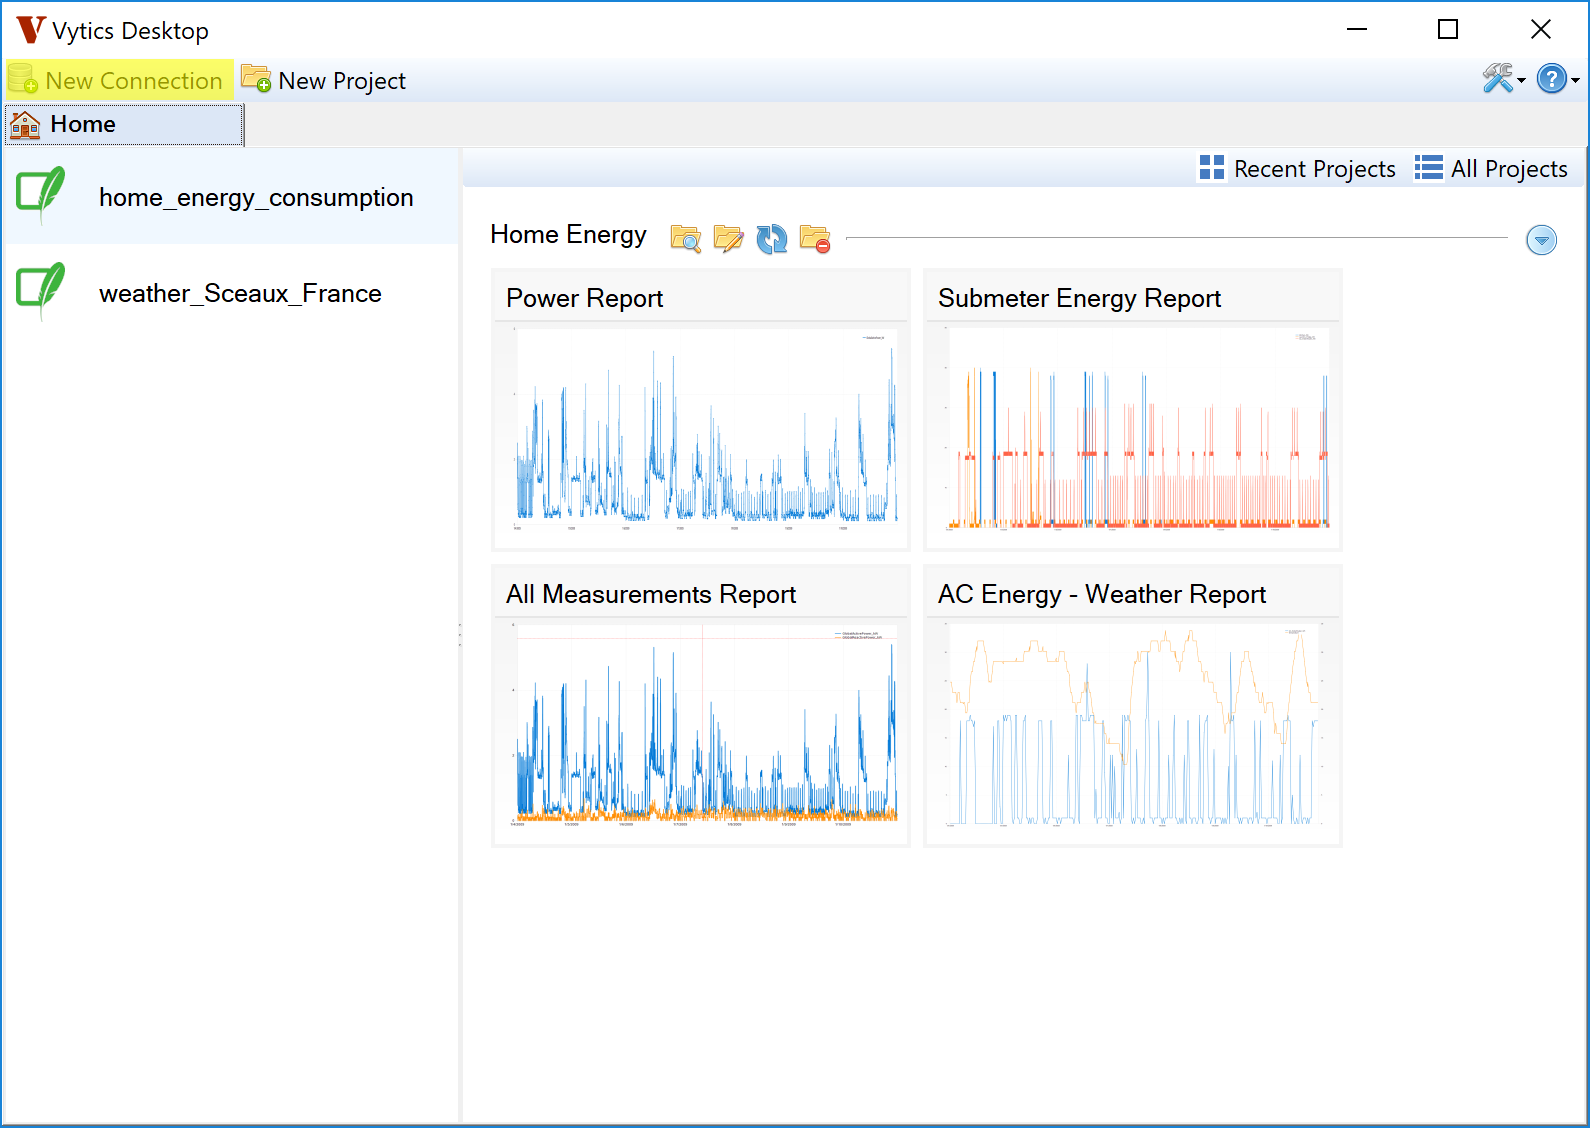 Vytics Desktop
New Connection
New Project
Home
home_energy_consumption
weather_Sceaux_France
Recent Projects
All Projects
Home Energy
Power Report
Submeter Energy Report
All Measurements Report
AC Energy - Weather Report